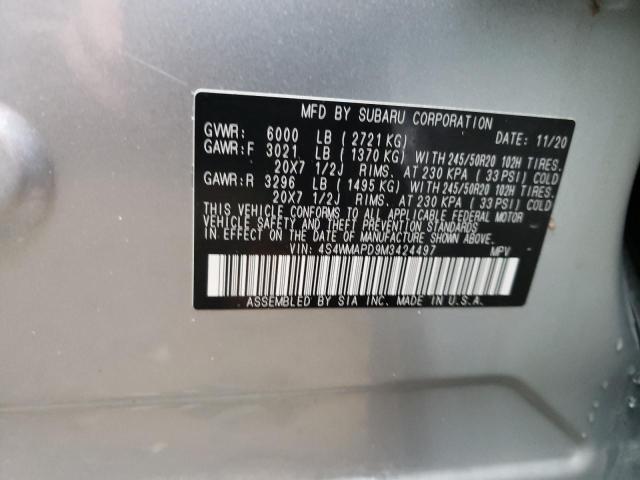 MFD BY SUBARU CORPORATION
GVWR: 6000 LB ( 2721 KG) DATE: 11/20
GAWR:F 3021 LB ( 1370 KG) WITH 245/50R20 102H TIRES.
20X7 1/2J RIMS. AT 230 KPA ( 33 PSI) COLD
GAWR:R 3296 LB ( 1495 KG) WITH 245/50R20 102H TIRES.
20X7 1/2J RIMS. AT 230 KPA ( 33 PSI) COLD
THIS VEHICLE CONFORMS TO ALL APPLICABLE FEDERAL MOTOR
VEHICLE SAFETY AND THEFT PREVENTION STANDARDS
IN EFFECT ON THE DATE OF MANUFACTURE SHOWN ABOVE.
VIN: 4S4WMAPD9M3424497 MPV
ASSEMBLED BY SIA INC. MADE IN U.S.A.